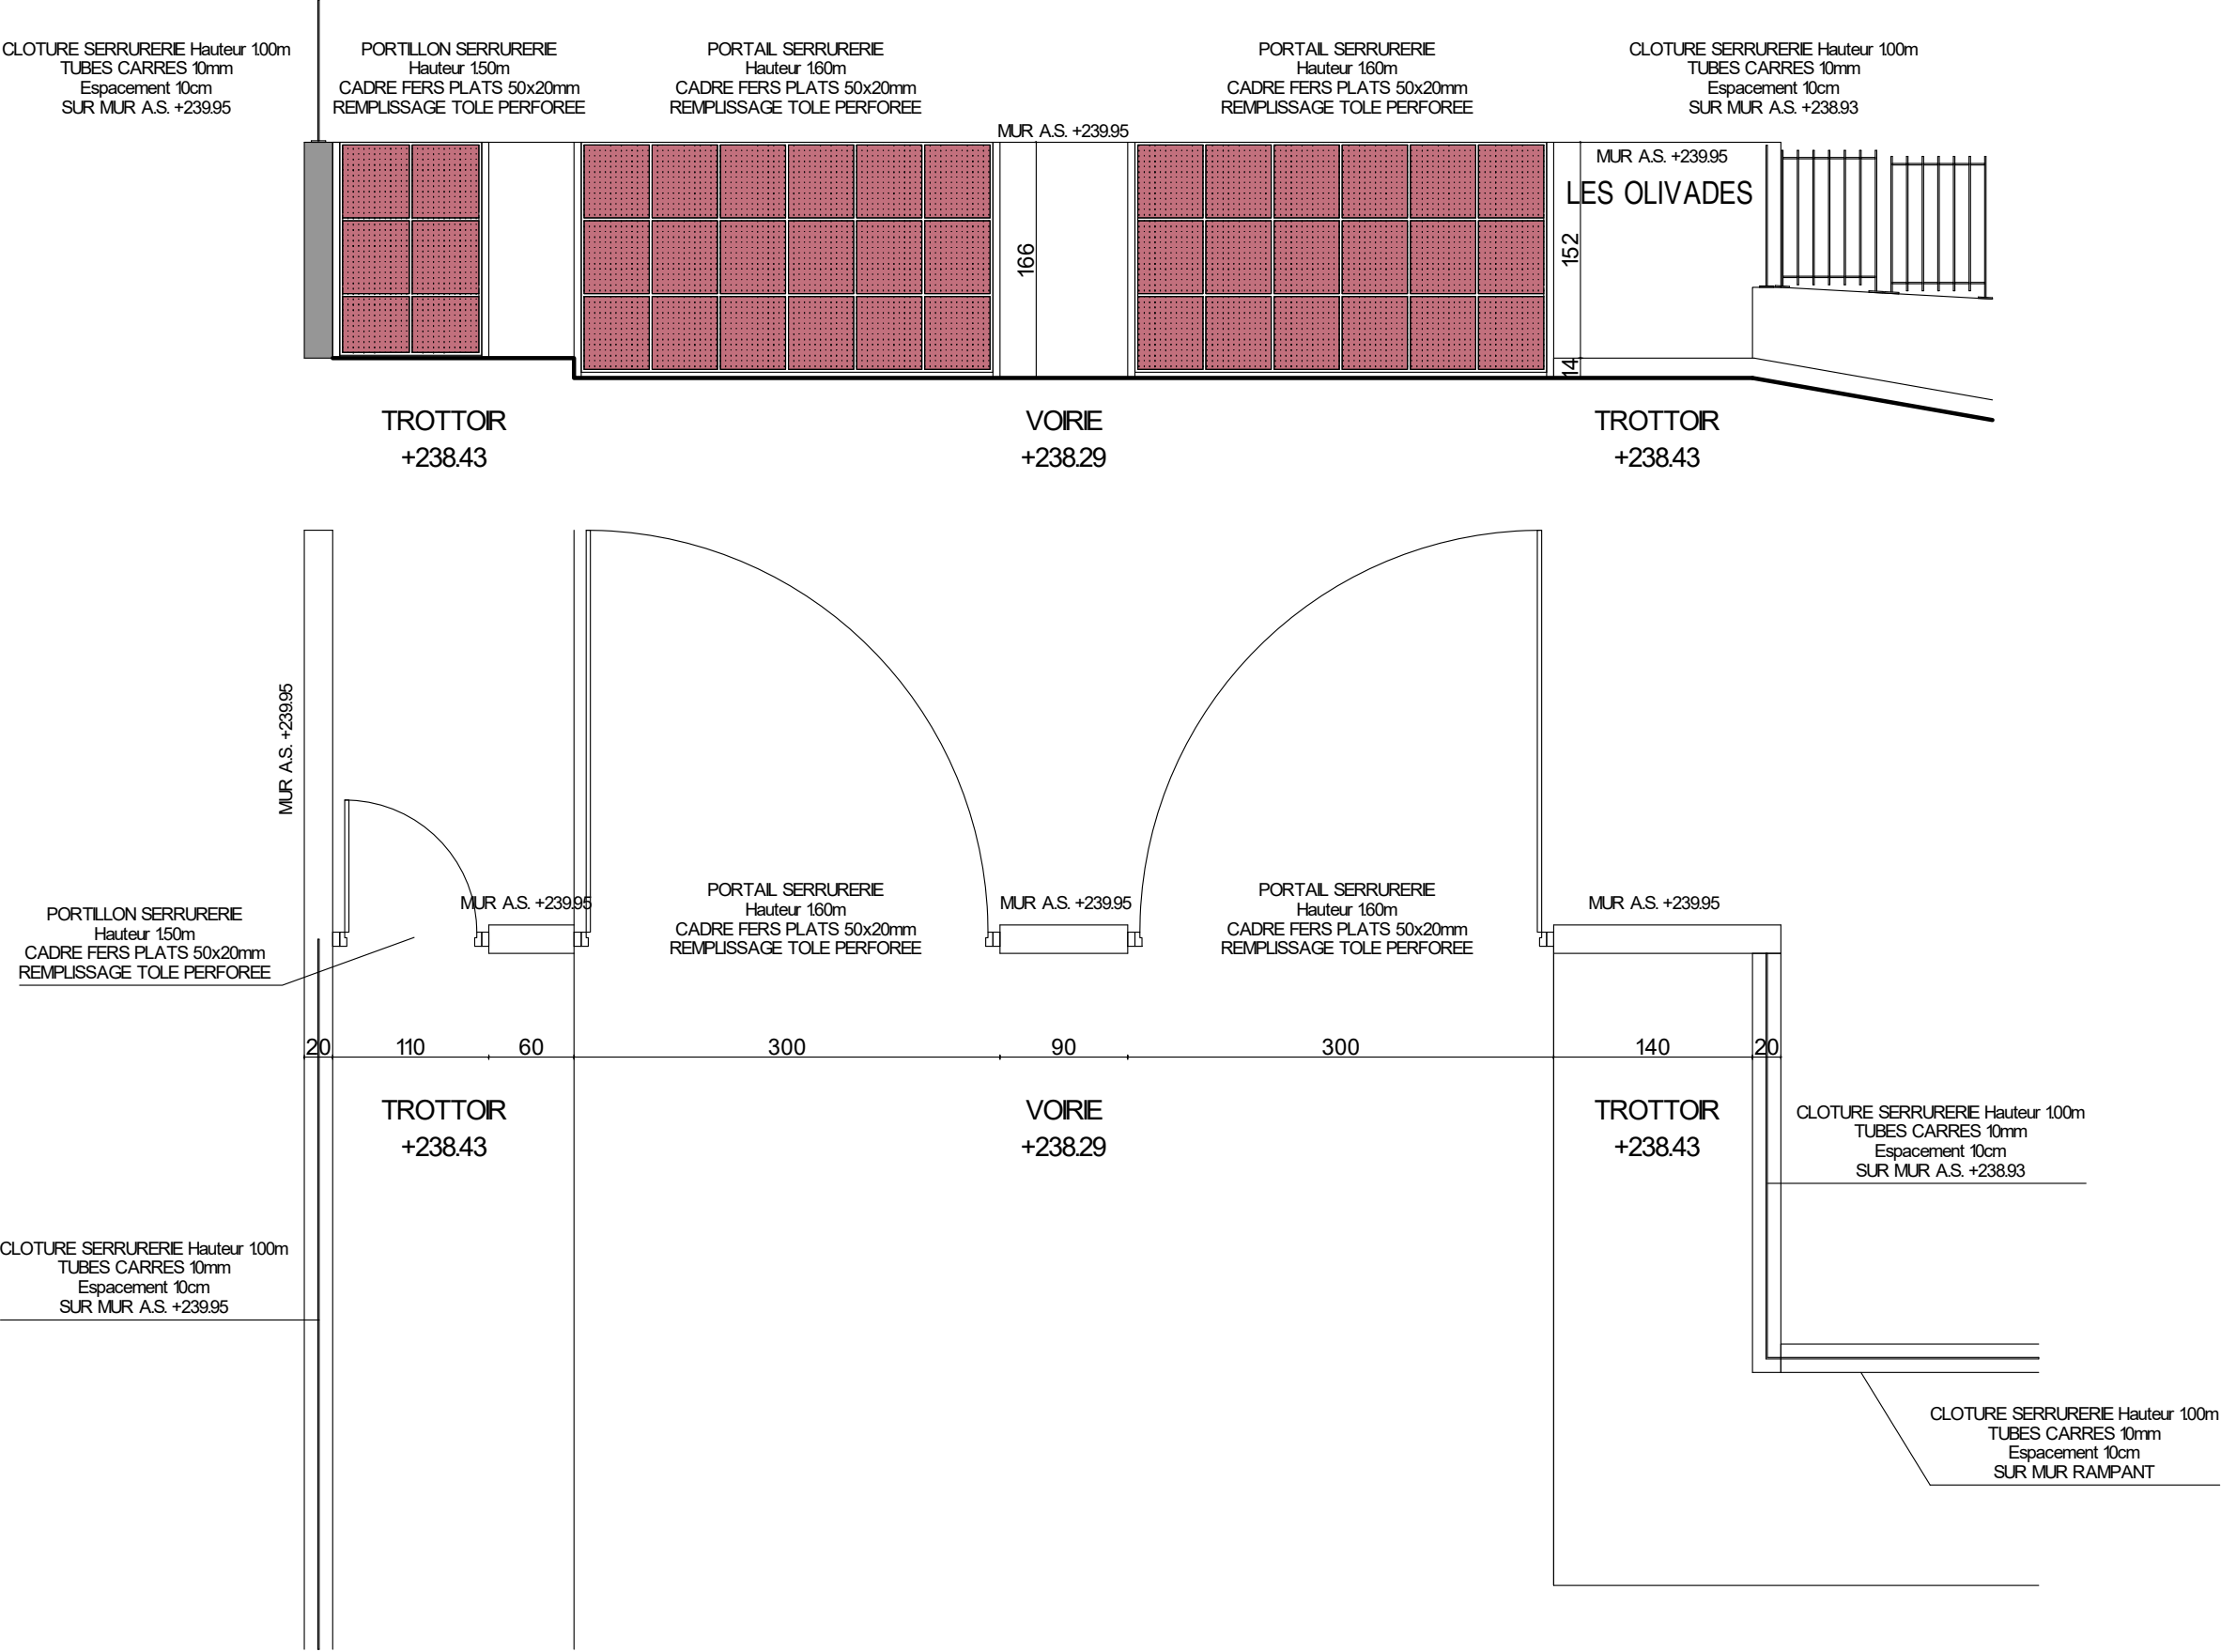 CLOTURE SERRURERIE Hauteur 1.00m
TUBES CARRES 10mm
Espacement 10cm
SUR MUR A.S. +239.95
PORTILLON SERRURERIE
Hauteur 1.50m
CADRE FERS PLATS 50x20mm
REMPLISSAGE TOLE PERFOREE
PORTAIL SERRURERIE
Hauteur 1.60m
CADRE FERS PLATS 50x20mm
REMPLISSAGE TOLE PERFOREE
PORTAIL SERRURERIE
Hauteur 1.60m
CADRE FERS PLATS 50x20mm
REMPLISSAGE TOLE PERFOREE
CLOTURE SERRURERIE Hauteur 1.00m
TUBES CARRES 10mm
Espacement 10cm
SUR MUR A.S. +238.93
MUR A.S. +239.95
MUR A.S. +239.95
LES OLIVADES
166
152
14
TROTTOIR
+238.43
VOIRIE
+238.29
TROTTOIR
+238.43
MUR A.S. +239.95
PORTILLON SERRURERIE
Hauteur 1.50m
CADRE FERS PLATS 50x20mm
REMPLISSAGE TOLE PERFOREE
MUR A.S. +239.95
PORTAIL SERRURERIE
Hauteur 1.60m
CADRE FERS PLATS 50x20mm
REMPLISSAGE TOLE PERFOREE
MUR A.S. +239.95
PORTAIL SERRURERIE
Hauteur 1.60m
CADRE FERS PLATS 50x20mm
REMPLISSAGE TOLE PERFOREE
MUR A.S. +239.95
20 110 60 300 90 300 140 20
TROTTOIR
+238.43
VOIRIE
+238.29
TROTTOIR
+238.43
CLOTURE SERRURERIE Hauteur 1.00m
TUBES CARRES 10mm
Espacement 10cm
SUR MUR A.S. +238.93
CLOTURE SERRURERIE Hauteur 1.00m
TUBES CARRES 10mm
Espacement 10cm
SUR MUR A.S. +239.95
CLOTURE SERRURERIE Hauteur 1.00m
TUBES CARRES 10mm
Espacement 10cm
SUR MUR RAMPANT